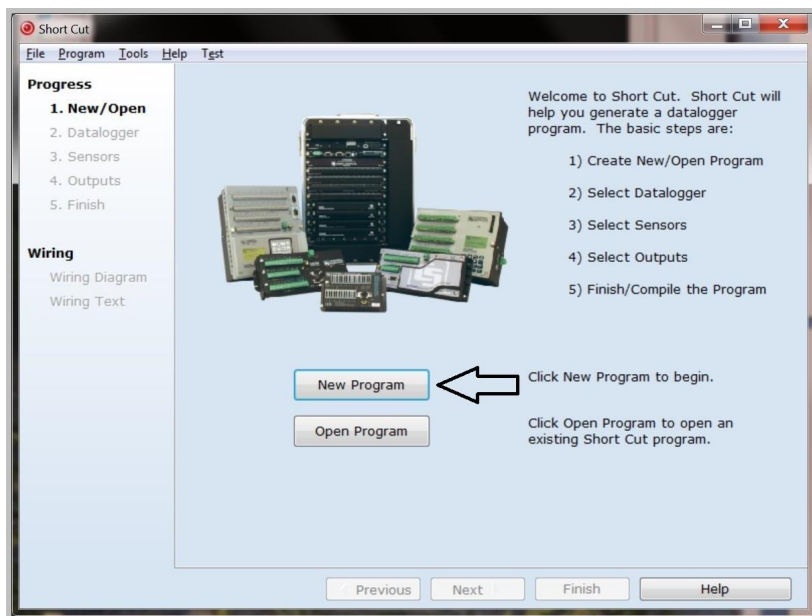 Short Cut
File Program Tools Help Test
Progress
1. New/Open
2. Datalogger
3. Sensors
4. Outputs
5. Finish
Wiring
Wiring Diagram
Wiring Text
Welcome to Short Cut. Short Cut will
help you generate a datalogger
program. The basic steps are:
1) Create New/Open Program
2) Select Datalogger
3) Select Sensors
4) Select Outputs
5) Finish/Compile the Program
New Program
Click New Program to begin.
Open Program
Click Open Program to open an
existing Short Cut program.
Previous Next Finish Help